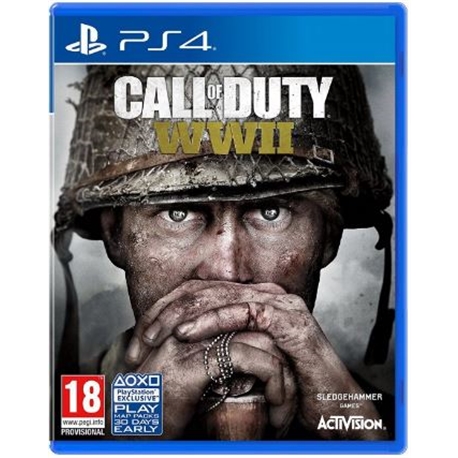 PS4
CALL OF DUTY
WWII
18
www.pegi.info
PROVISIONAL
PlayStation
EXCLUSIVE
PLAY
MAP PACKS
30 DAYS
EARLY
SLEDGEHAMMER
GAMES
ACTIVISION